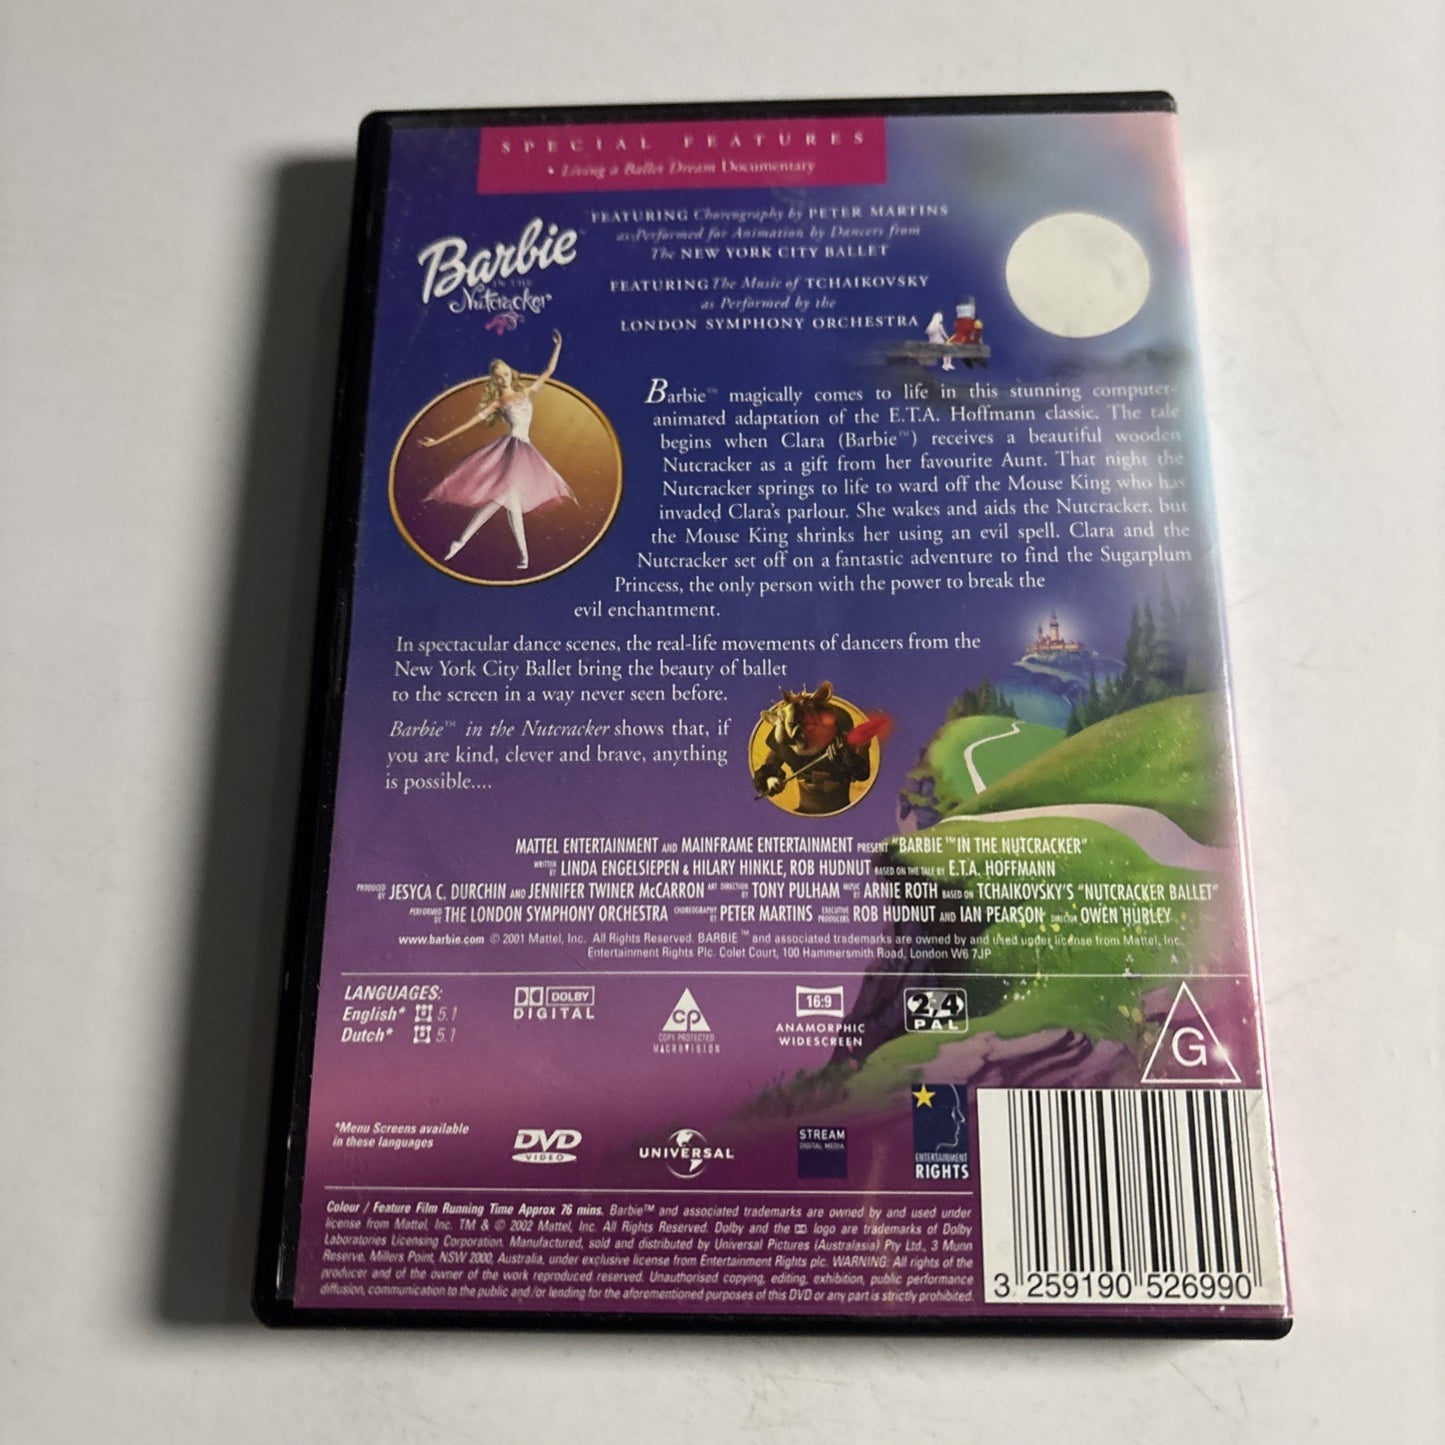 SPECIAL FEATURES
• Living a Ballet Dream Documentary
FEATURING Choreography by PETER MARTINS
as Performed for Animation by Dancers from
The NEW YORK CITY BALLET
Barbie™
IN THE
Nutcracker™
FEATURING The Music of TCHAIKOVSKY
as Performed by the
LONDON SYMPHONY ORCHESTRA
Barbie™ magically comes to life in this stunning computer-
animated adaptation of the E.T.A. Hoffmann classic. The tale
begins when Clara (Barbie™) receives a beautiful wooden
Nutcracker as a gift from her favourite Aunt. That night the
Nutcracker springs to life to ward off the Mouse King who has
invaded Clara's parlour. She wakes and aids the Nutcracker, but
the Mouse King shrinks her using an evil spell. Clara and the
Nutcracker set off on a fantastic adventure to find the Sugarplum
Princess, the only person with the power to break the
evil enchantment.
In spectacular dance scenes, the real-life movements of dancers from the
New York City Ballet bring the beauty of ballet
to the screen in a way never seen before.
Barbie™ in the Nutcracker shows that, if
you are kind, clever and brave, anything
is possible....
MATTEL ENTERTAINMENT AND MAINFRAME ENTERTAINMENT PRESENT "BARBIE™ IN THE NUTCRACKER"
WRITTEN BY LINDA ENGELSIEPEN & HILARY HINKLE, ROB HUDNUT BASED ON THE TALE BY E.T.A. HOFFMANN
PRODUCED BY JESYCA C. DURCHIN AND JENNIFER TWINER McCARRON ART DIRECTION BY TONY PULHAM MUSIC BY ARNIE ROTH BASED ON TCHAIKOVSKY'S "NUTCRACKER BALLET"
PERFORMED BY THE LONDON SYMPHONY ORCHESTRA CHOREOGRAPHY BY PETER MARTINS EXECUTIVE PRODUCERS ROB HUDNUT AND IAN PEARSON DIRECTOR OWEN HURLEY
www.barbie.com © 2001 Mattel, Inc. All Rights Reserved. BARBIE™ and associated trademarks are owned by and used under license from Mattel, Inc.
Entertainment Rights Plc. Colet Court, 100 Hammersmith Road, London W6 7JP
LANGUAGES:
English* 5.1
Dutch* 5.1
DOLBY
DIGITAL
CP
COPY PROTECTED
MACROVISION
16:9
ANAMORPHIC
WIDESCREEN
2,4
PAL
G
*Menu Screens available
in these languages
DVD
VIDEO
UNIVERSAL
STREAM
DIGITAL MEDIA
ENTERTAINMENT
RIGHTS
Colour / Feature Film Running Time Approx 76 mins. Barbie™ and associated trademarks are owned by and used under
license from Mattel, Inc. TM & © 2002 Mattel, Inc. All Rights Reserved. Dolby and the logo are trademarks of Dolby
Laboratories Licensing Corporation. Manufactured, sold and distributed by Universal Pictures (Australasia) Pty Ltd., 3 Munn
Reserve, Millers Point, NSW 2000, Australia, under exclusive license from Entertainment Rights plc. WARNING: All rights of the
producer and of the owner of the work reproduced reserved. Unauthorised copying, editing, exhibition, public performance
diffusion, communication to the public and/or lending for the aforementioned purposes of this DVD or any part is strictly prohibited.
3 259190 526990